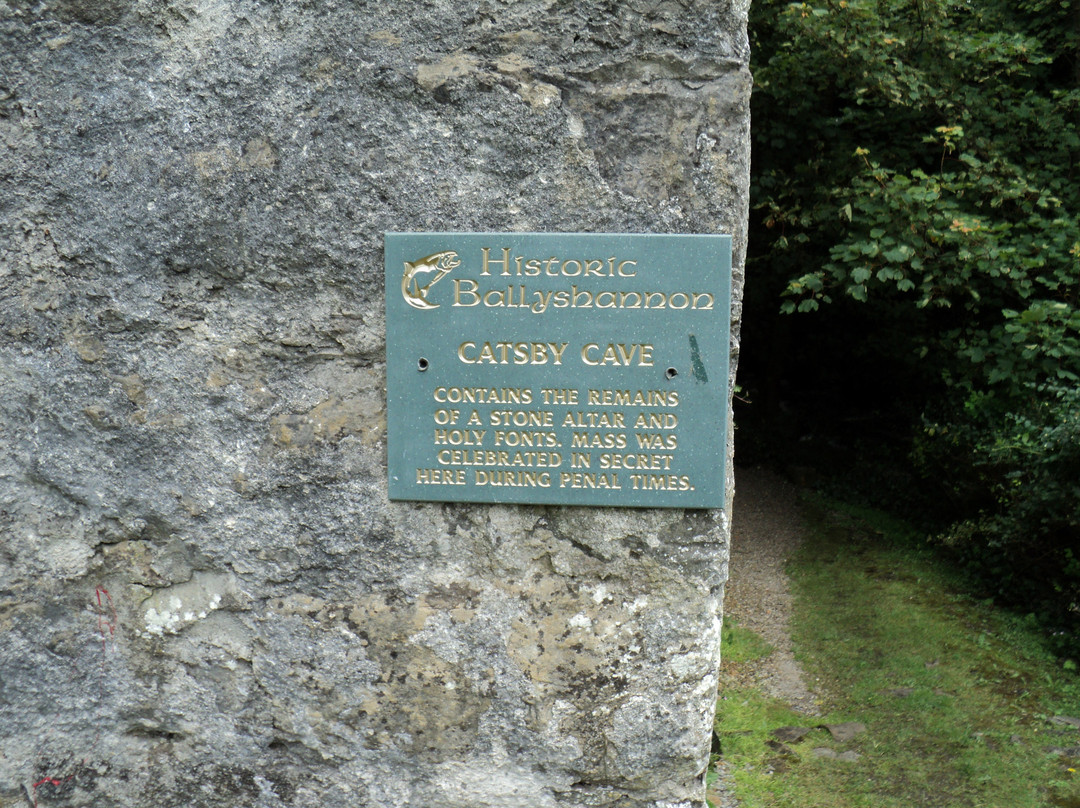 Historic
Ballyshannon
CATSBY CAVE
CONTAINS THE REMAINS
OF A STONE ALTAR AND
HOLY FONTS. MASS WAS
CELEBRATED IN SECRET
HERE DURING PENAL TIMES.